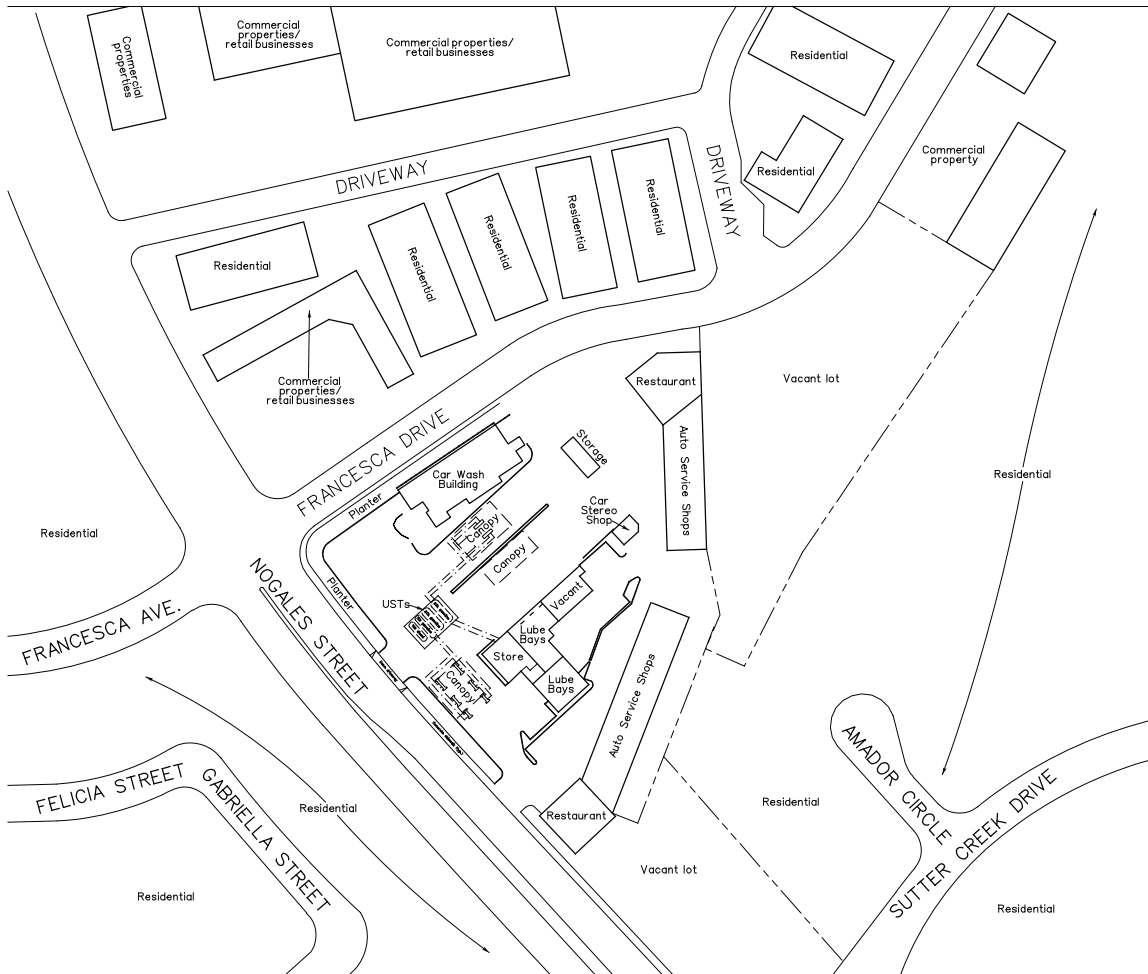 Commercial
properties/
retail businesses
Commercial
properties
Commercial properties/
retail businesses
Residential
DRIVEWAY
DRIVEWAY
Residential
Commercial
property
Residential
Residential
Residential
Residential
Residential
Residential
Commercial
properties/
retail businesses
Restaurant
Vacant lot
FRANCESCA DRIVE
Storage
Auto Service Shops
Car Wash
Building
Planter
Car
Stereo
Shop
Canopy
Canopy
Residential
Residential
NOGALES STREET
Planter
USTs
Vacant
Lube
Bays
Store
Lube
Bays
Canopy
FRANCESCA AVE.
Auto Service Shops
FELICIA STREET
GABRIELLA STREET
Residential
Restaurant
Residential
AMADOR CIRCLE
SUTTER CREEK DRIVE
Vacant lot
Residential
Residential